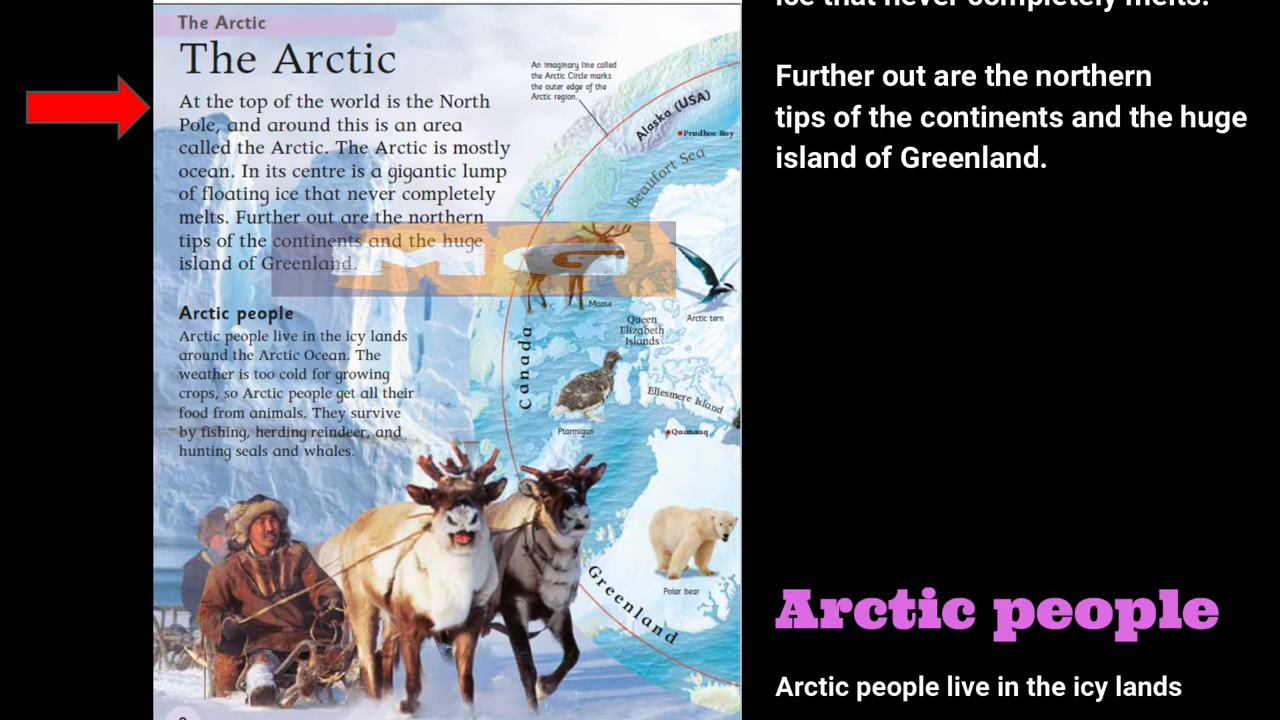 The Arctic
The Arctic
At the top of the world is the North
Pole, and around this is an area
called the Arctic. The Arctic is mostly
ocean. In its centre is a gigantic lump
of floating ice that never completely
melts. Further out are the northern
tips of the continents and the huge
island of Greenland.
Arctic people
Arctic people live in the icy lands
around the Arctic Ocean. The
weather is too cold for growing
crops, so Arctic people get all their
food from animals. They survive
by fishing, herding reindeer, and
hunting seals and whales.
An imaginary line called
the Arctic Circle marks
the outer edge of the
Arctic region.
Alaska (USA)
Prudhoe Bay
Beaufort Sea
MG
Moose
Arctic tern
Queen
Elizabeth
Islands
Canada
Ellesmere Island
Ptarmigan
Qaanaaq
Polar bear
Greenland
ice that never completely melts.
Further out are the northern
tips of the continents and the huge
island of Greenland.
Arctic people
Arctic people live in the icy lands